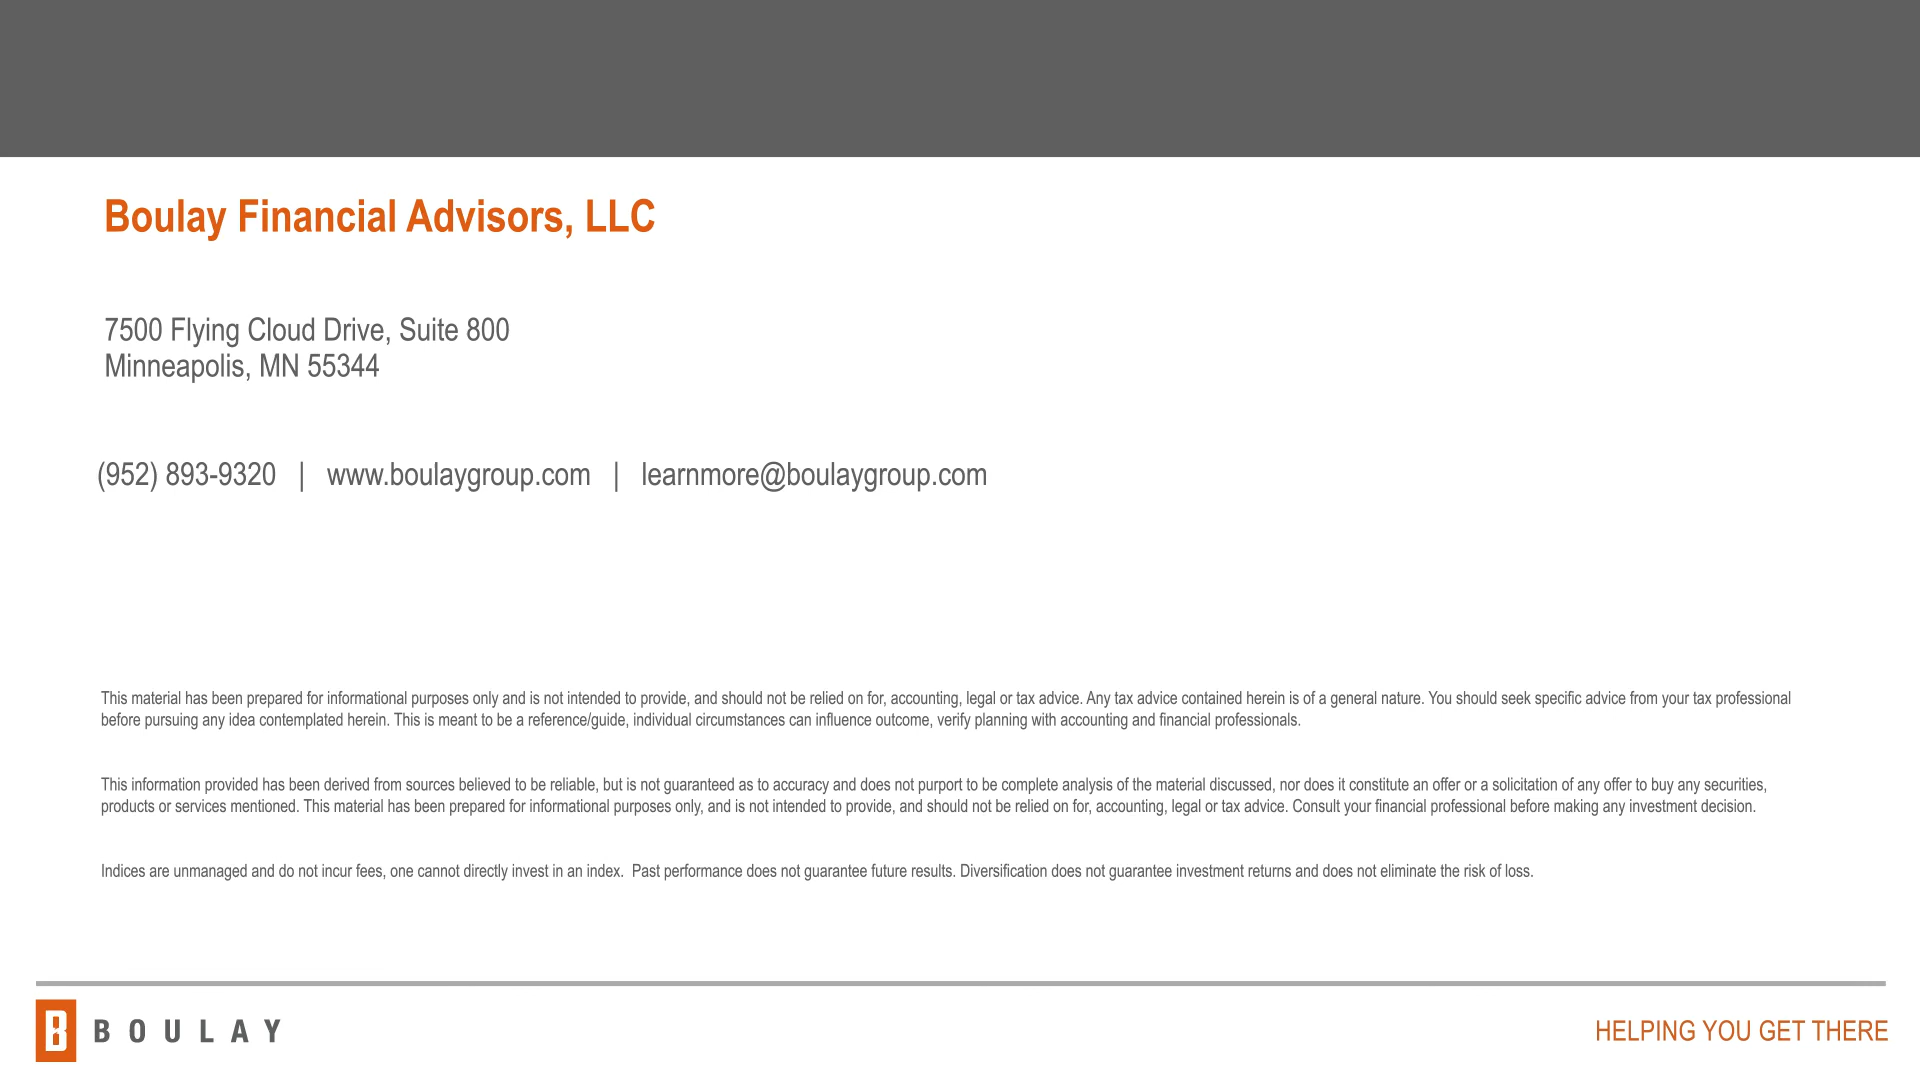 Boulay Financial Advisors, LLC
7500 Flying Cloud Drive, Suite 800
Minneapolis, MN 55344
(952) 893-9320 | www.boulaygroup.com | learnmore@boulaygroup.com
This material has been prepared for informational purposes only and is not intended to provide, and should not be relied on for, accounting, legal or tax advice. Any tax advice contained herein is of a general nature. You should seek specific advice from your tax professional
before pursuing any idea contemplated herein. This is meant to be a reference/guide, individual circumstances can influence outcome, verify planning with accounting and financial professionals.
This information provided has been derived from sources believed to be reliable, but is not guaranteed as to accuracy and does not purport to be complete analysis of the material discussed, nor does it constitute an offer or a solicitation of any offer to buy any securities,
products or services mentioned. This material has been prepared for informational purposes only, and is not intended to provide, and should not be relied on for, accounting, legal or tax advice. Consult your financial professional before making any investment decision.
Indices are unmanaged and do not incur fees, one cannot directly invest in an index.  Past performance does not guarantee future results. Diversification does not guarantee investment returns and does not eliminate the risk of loss.
B BOULAY
HELPING YOU GET THERE